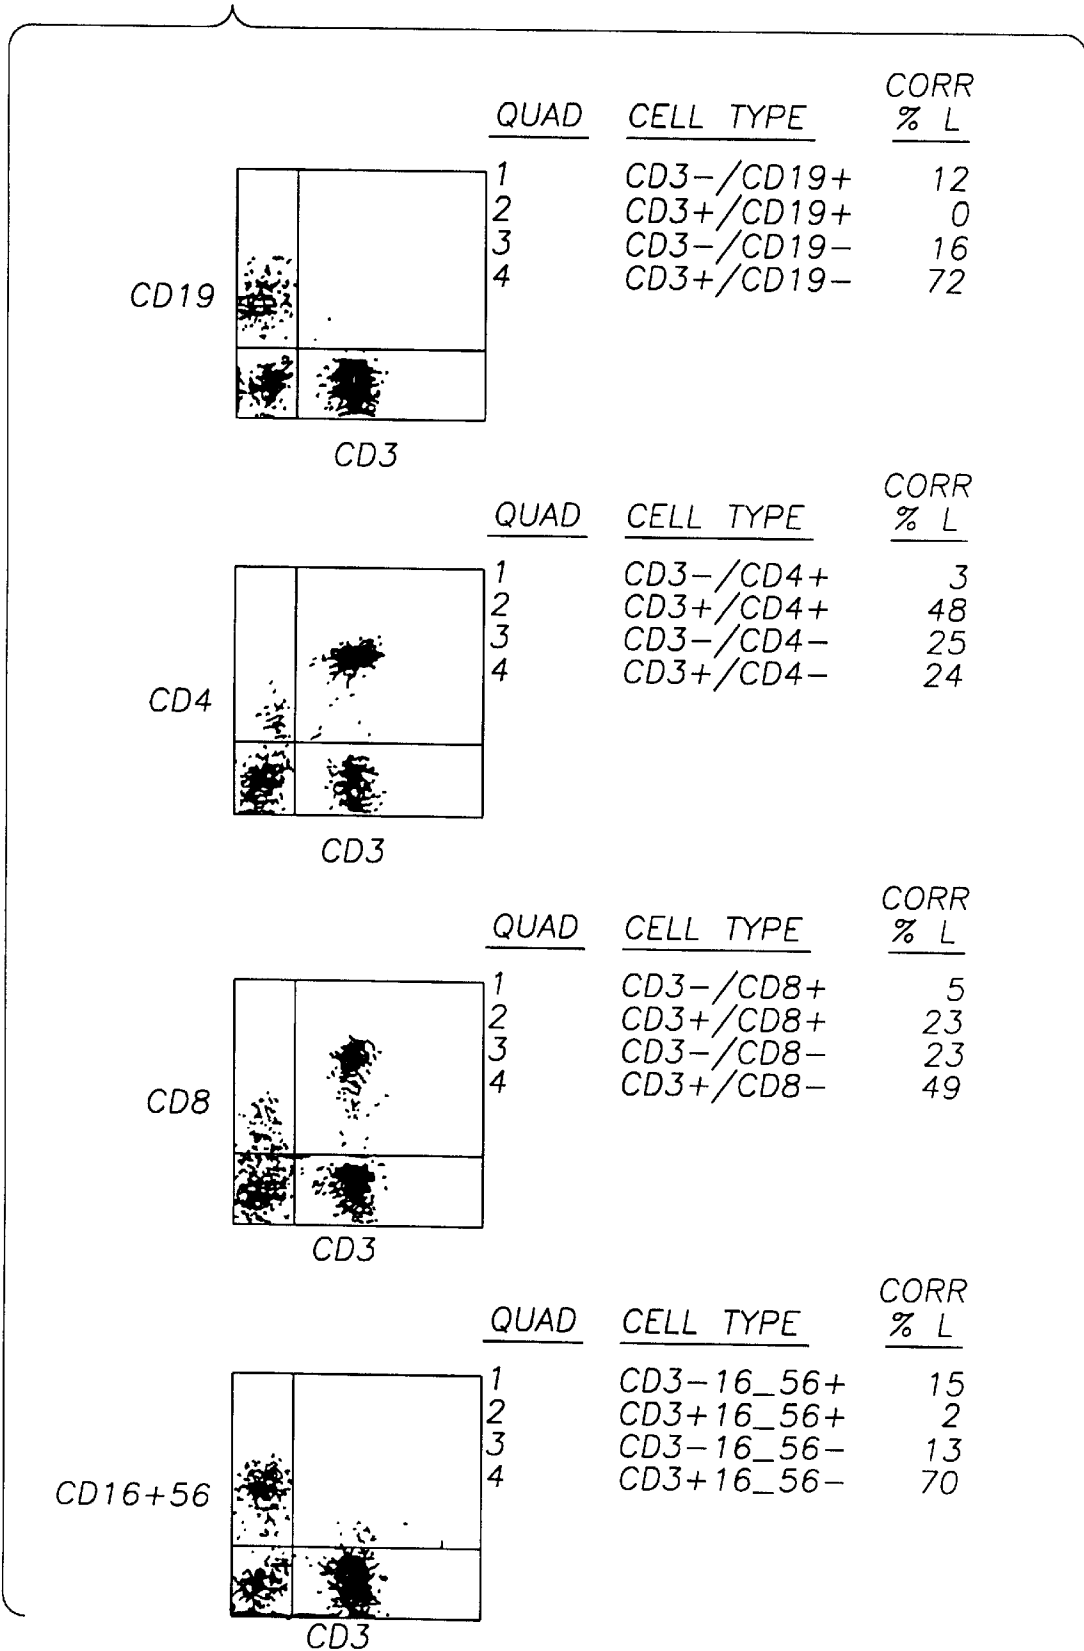 CORR
QUAD CELL TYPE % L
1 CD3-/CD19+ 12
2 CD3+/CD19+ 0
3 CD3-/CD19- 16
4 CD3+/CD19- 72
CD19
CD3
CORR
QUAD CELL TYPE % L
1 CD3-/CD4+ 3
2 CD3+/CD4+ 48
3 CD3-/CD4- 25
4 CD3+/CD4- 24
CD4
CD3
CORR
QUAD CELL TYPE % L
1 CD3-/CD8+ 5
2 CD3+/CD8+ 23
3 CD3-/CD8- 23
4 CD3+/CD8- 49
CD8
CD3
CORR
QUAD CELL TYPE % L
1 CD3-16_56+ 15
2 CD3+16_56+ 2
3 CD3-16_56- 13
4 CD3+16_56- 70
CD16+56
CD3